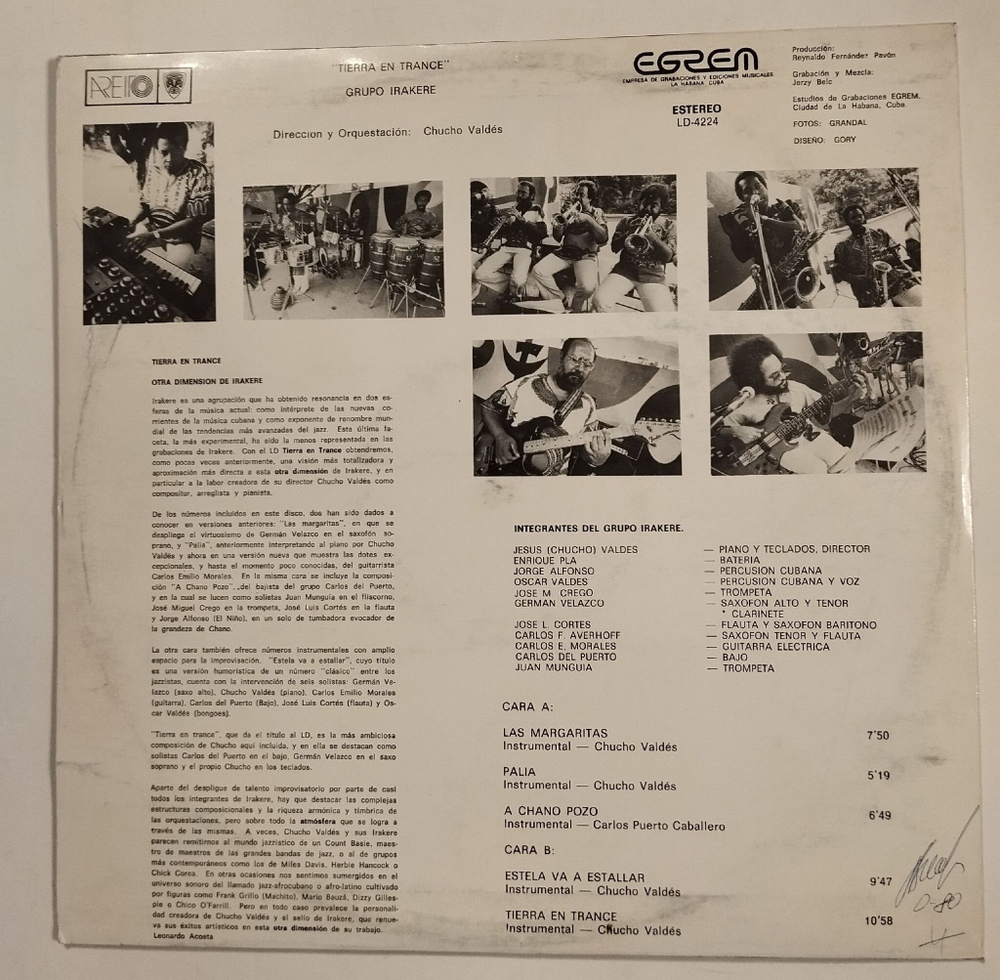 AREITO
"TIERRA EN TRANCE"
GRUPO IRAKERE
Direccion y Orquestación: Chucho Valdés
EGREM
EMPRESA DE GRABACIONES Y EDICIONES MUSICALES
LA HABANA CUBA
ESTEREO
LD-4224
Producción:
Reynaldo Fernández Pavón
Grabación y Mezcla:
Jerzy Belc
Estudios de Grabaciones EGREM,
Ciudad de La Habana, Cuba.
FOTOS: GRANDAL
DISEÑO: GORY
TIERRA EN TRANCE
OTRA DIMENSION DE IRAKERE
Irakere es una agrupación que ha obtenido resonancia en dos es-
feras de la música actual: como intérprete de las nuevas co-
rrientes de la música cubana y como exponente de renombre mun-
dial de las tendencias más avanzadas del jazz. Esta última fa-
ceta, la más experimental, ha sido la menos representada en las
grabaciones de Irakere. Con el LD Tierra en Trance obtendremos,
como pocas veces anteriormente, una visión más totalizadora y
aproximación más directa a esta otra dimensión de Irakere, y en
particular a la labor creadora de su director Chucho Valdés como
compositor, arreglista y pianista.
De los números incluidos en este disco, dos han sido dados a
conocer en versiones anteriores: "Las margaritas", en que se
despliega el virtuosismo de Germán Velazco en el saxofón so-
prano, y "Palia", anteriormente interpretando al piano por Chucho
Valdés y ahora en una versión nueva que muestra las dotes ex-
cepcionales, y hasta el momento poco conocidas, del guitarrista
Carlos Emilio Morales. En la misma cara se incluye la composi-
ción "A Chano Pozo", del bajista del grupo Carlos del Puerto,
y en la cual se lucen como solistas Juan Munguía en el fliscorno,
José Miguel Crego en la trompeta, José Luis Cortés en la flauta
y Jorge Alfonso (El Niño), en un solo de tumbadora evocador de
la grandeza de Chano.
La otra cara también ofrece números instrumentales con amplio
espacio para la improvisación. "Estela va a estallar", cuyo título
es una versión humorística de un número "clásico" entre los
jazzistas, cuenta con la intervención de seis solistas: Germán Ve-
lazco (saxo alto), Chucho Valdés (piano), Carlos Emilio Morales
(guitarra), Carlos del Puerto (Bajo), José Luis Cortés (flauta) y Os-
car Valdés (bongoes).
"Tierra en trance", que da el título al LD, es la más ambiciosa
composición de Chucho aquí incluida, y en ella se destacan como
solistas Carlos del Puerto en el bajo, Germán Velazco en el saxo
soprano y el propio Chucho en los teclados.
Aparte del despligue de talento improvisatorio por parte de casi
todos los integrantes de Irakere, hay que destacar las complejas
estructuras composicionales y la riqueza armónica y tímbrica de
las orquestaciones, pero sobre todo la atmósfera que se logra a
través de las mismas. A veces, Chucho Valdés y sus Irakere
parecen remitirnos al mundo jazzístico de un Count Basie, maes-
tro de maestros de las grandes bandas de jazz, o al de grupos
más contemporáneos como los de Miles Davis, Herbie Hancock o
Chick Corea. En otras ocasiones nos sentimos sumergidos en el
universo sonoro del llamado jazz-afrocubano o afro-latino cultivado
por figuras como Frank Grillo (Machito), Mario Bauzá, Dizzy Gilles-
pie o Chico O'Farrill. Pero en todo caso prevalece la personali-
dad creadora de Chucho Valdés y el sello de Irakere, que renue-
va sus éxitos artísticos en esta otra dimensión de su trabajo.
Leonardo Acosta
INTEGRANTES DEL GRUPO IRAKERE.
JESUS (CHUCHO) VALDES — PIANO Y TECLADOS, DIRECTOR
ENRIQUE PLA — BATERIA
JORGE ALFONSO — PERCUSION CUBANA
OSCAR VALDES — PERCUSION CUBANA Y VOZ
JOSE M CREGO — TROMPETA
GERMAN VELAZCO — SAXOFON ALTO Y TENOR
* CLARINETE
JOSE L. CORTES — FLAUTA Y SAXOFON BARITONO
CARLOS F. AVERHOFF — SAXOFON TENOR Y FLAUTA
CARLOS E. MORALES — GUITARRA ELECTRICA
CARLOS DEL PUERTO — BAJO
JUAN MUNGUIA — TROMPETA
CARA A:
LAS MARGARITAS 7'50
Instrumental — Chucho Valdés
PALIA 5'19
Instrumental — Chucho Valdés
A CHANO POZO 6'49
Instrumental — Carlos Puerto Caballero
CARA B:
ESTELA VA A ESTALLAR 9'47
Instrumental — Chucho Valdés
TIERRA EN TRANCE 10'58
Instrumental — Chucho Valdés